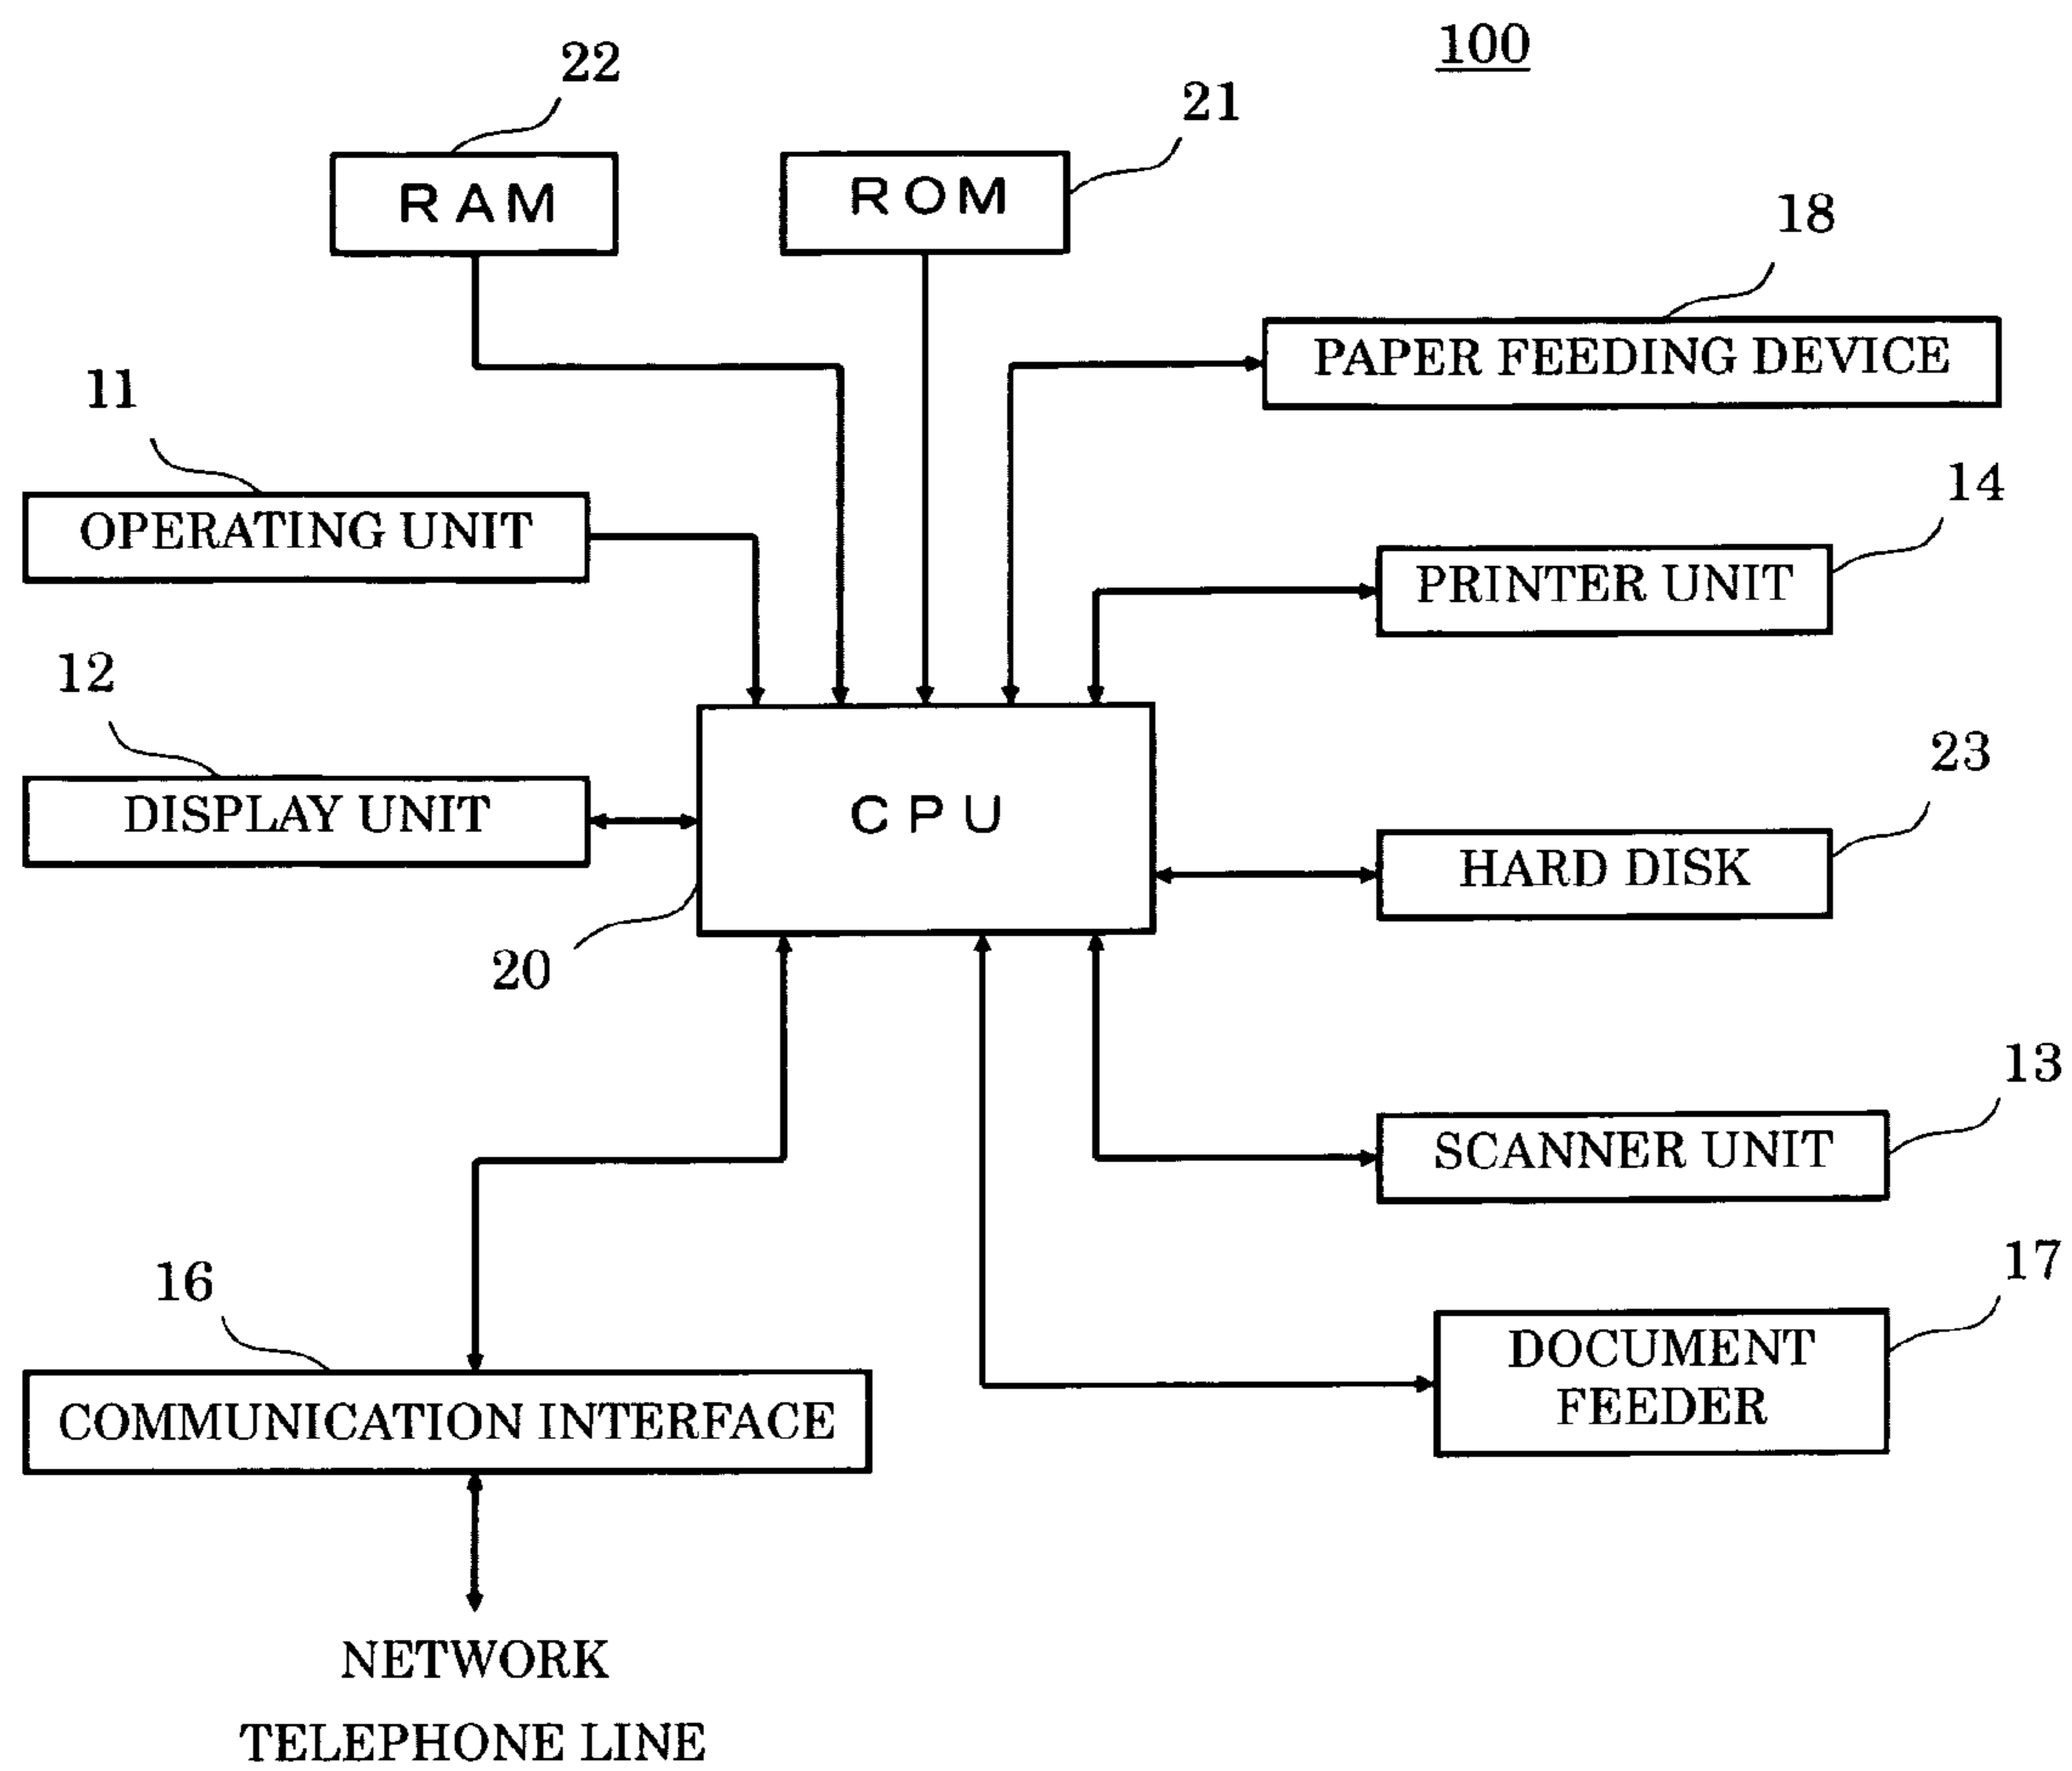 100
22
21
RAM
ROM
18
PAPER FEEDING DEVICE
11
OPERATING UNIT
14
PRINTER UNIT
12
DISPLAY UNIT
CPU
23
HARD DISK
20
13
SCANNER UNIT
16
COMMUNICATION INTERFACE
17
DOCUMENT
FEEDER
NETWORK
TELEPHONE LINE